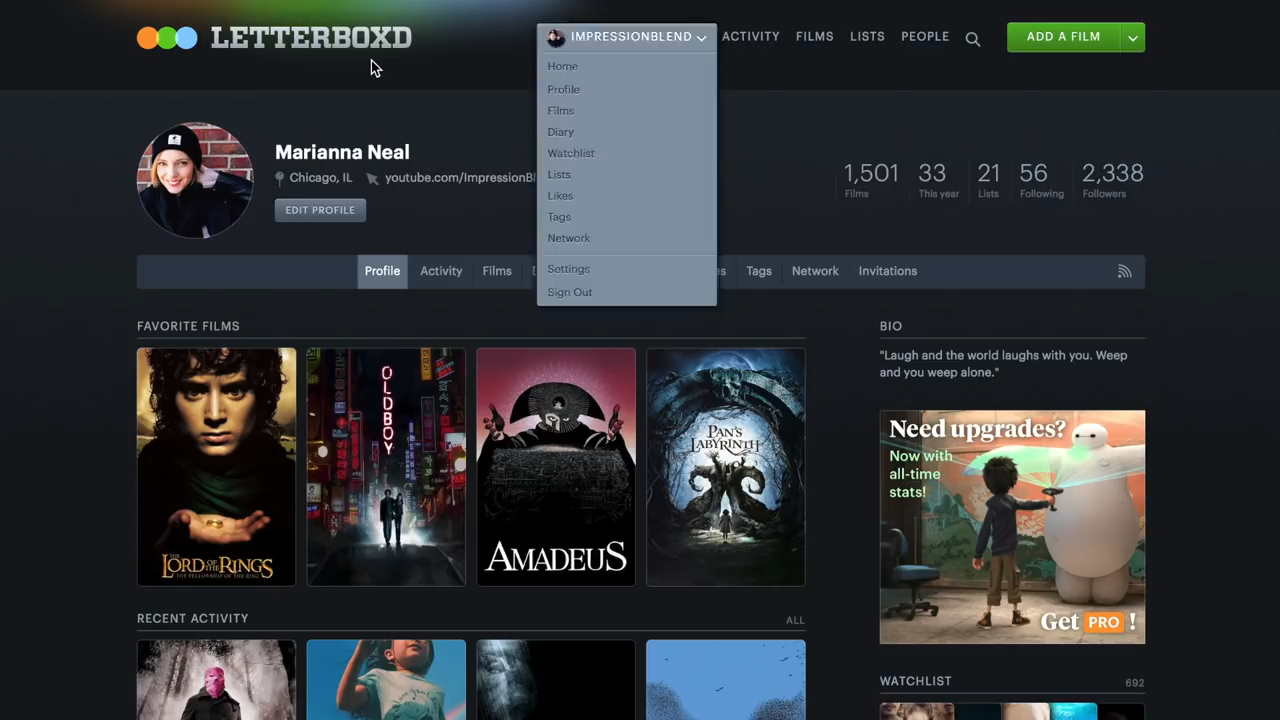 LETTERBOXD
IMPRESSIONBLEND
ACTIVITY
FILMS
LISTS
PEOPLE
ADD A FILM
Home
Profile
Films
Diary
Watchlist
Lists
Likes
Tags
Network
Settings
Sign Out
Marianna Neal
Chicago, IL
youtube.com/ImpressionBl
EDIT PROFILE
1,501
Films
33
This year
21
Lists
56
Following
2,338
Followers
Profile
Activity
Films
Tags
Network
Invitations
FAVORITE FILMS
THE LORD OF THE RINGS
THE FELLOWSHIP OF THE RING
OLDBOY
AMADEUS
PAN'S
LABYRINTH
BIO
"Laugh and the world laughs with you. Weep
and you weep alone."
Need upgrades?
Now with
all-time
stats!
Get PRO !
RECENT ACTIVITY
ALL
WATCHLIST
692